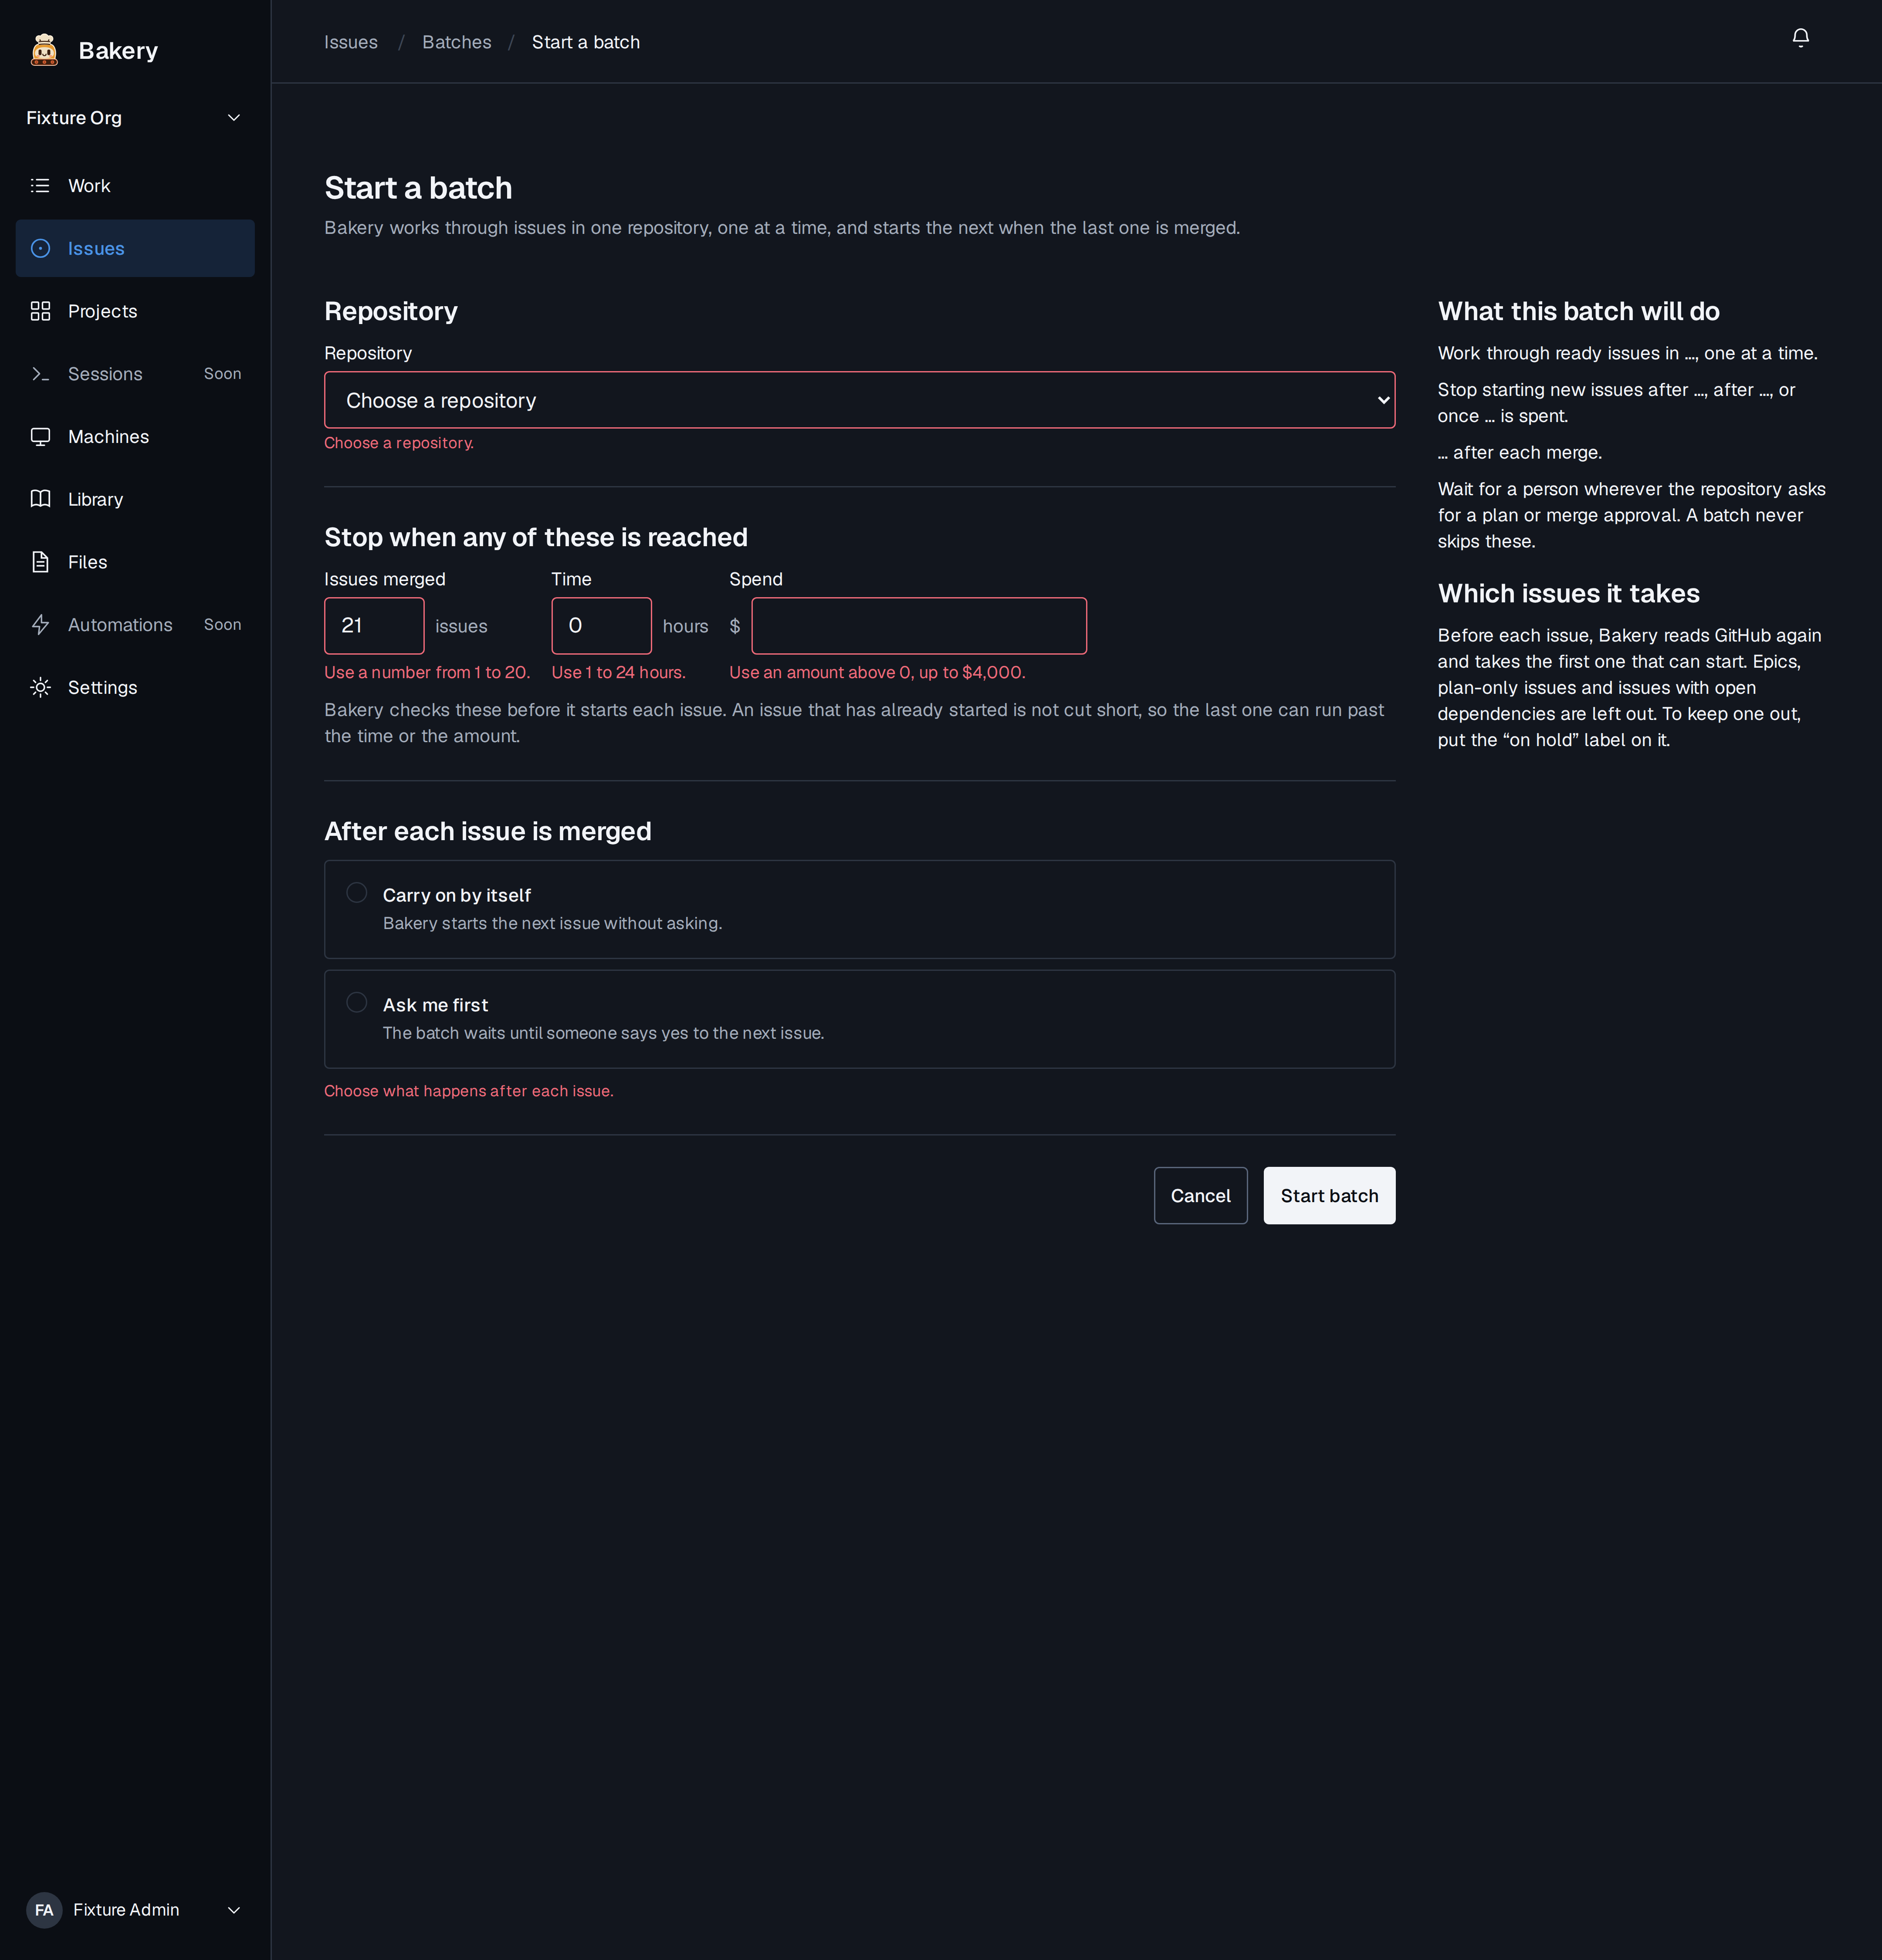 Bakery
Fixture Org
Work
Issues
Projects
Sessions Soon
Machines
Library
Files
Automations Soon
Settings
FA Fixture Admin
Issues / Batches / Start a batch
Start a batch
Bakery works through issues in one repository, one at a time, and starts the next when the last one is merged.
Repository
Repository
Choose a repository
Choose a repository.
Stop when any of these is reached
Issues merged Time Spend
21 issues 0 hours $
Use a number from 1 to 20. Use 1 to 24 hours. Use an amount above 0, up to $4,000.
Bakery checks these before it starts each issue. An issue that has already started is not cut short, so the last one can run past
the time or the amount.
After each issue is merged
Carry on by itself
Bakery starts the next issue without asking.
Ask me first
The batch waits until someone says yes to the next issue.
Choose what happens after each issue.
Cancel Start batch
What this batch will do
Work through ready issues in …, one at a time.
Stop starting new issues after …, after …, or
once … is spent.
… after each merge.
Wait for a person wherever the repository asks
for a plan or merge approval. A batch never
skips these.
Which issues it takes
Before each issue, Bakery reads GitHub again
and takes the first one that can start. Epics,
plan-only issues and issues with open
dependencies are left out. To keep one out,
put the “on hold” label on it.